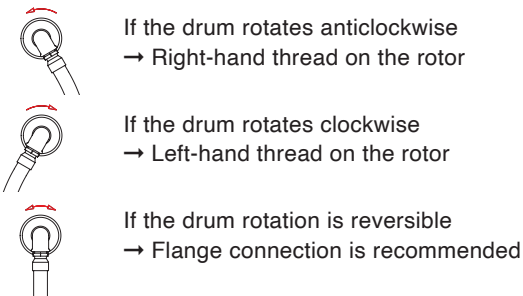 If the drum rotates anticlockwise
→ Right-hand thread on the rotor
If the drum rotates clockwise
→ Left-hand thread on the rotor
If the drum rotation is reversible
→ Flange connection is recommended